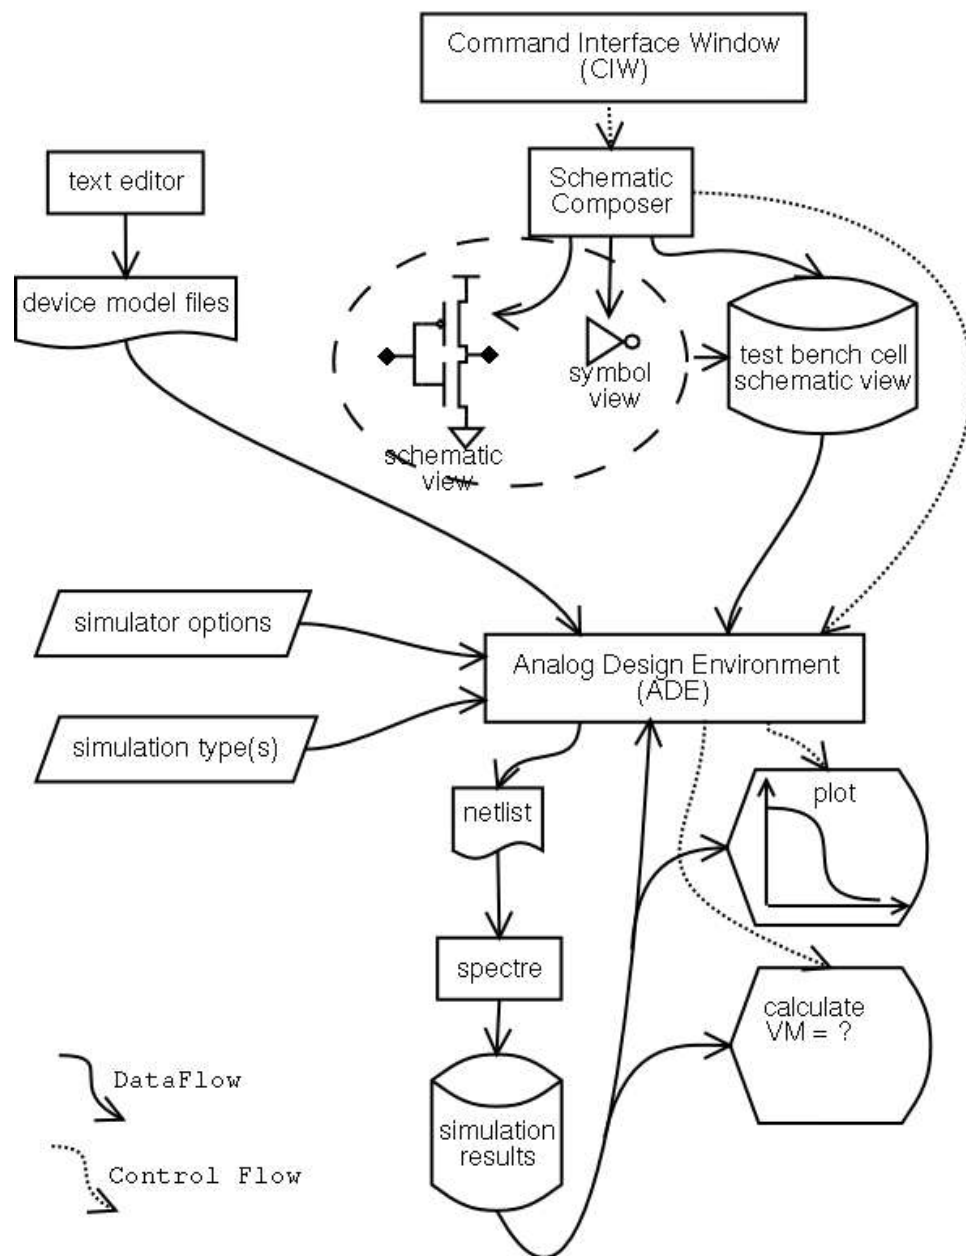 Command Interface Window
(CIW)
text editor
Schematic
Composer
device model files
symbol
view
test bench cell
schematic view
schematic
view
simulator options
Analog Design Environment
(ADE)
simulation type(s)
plot
netlist
spectre
calculate
VM = ?
simulation
results
DataFlow
Control Flow